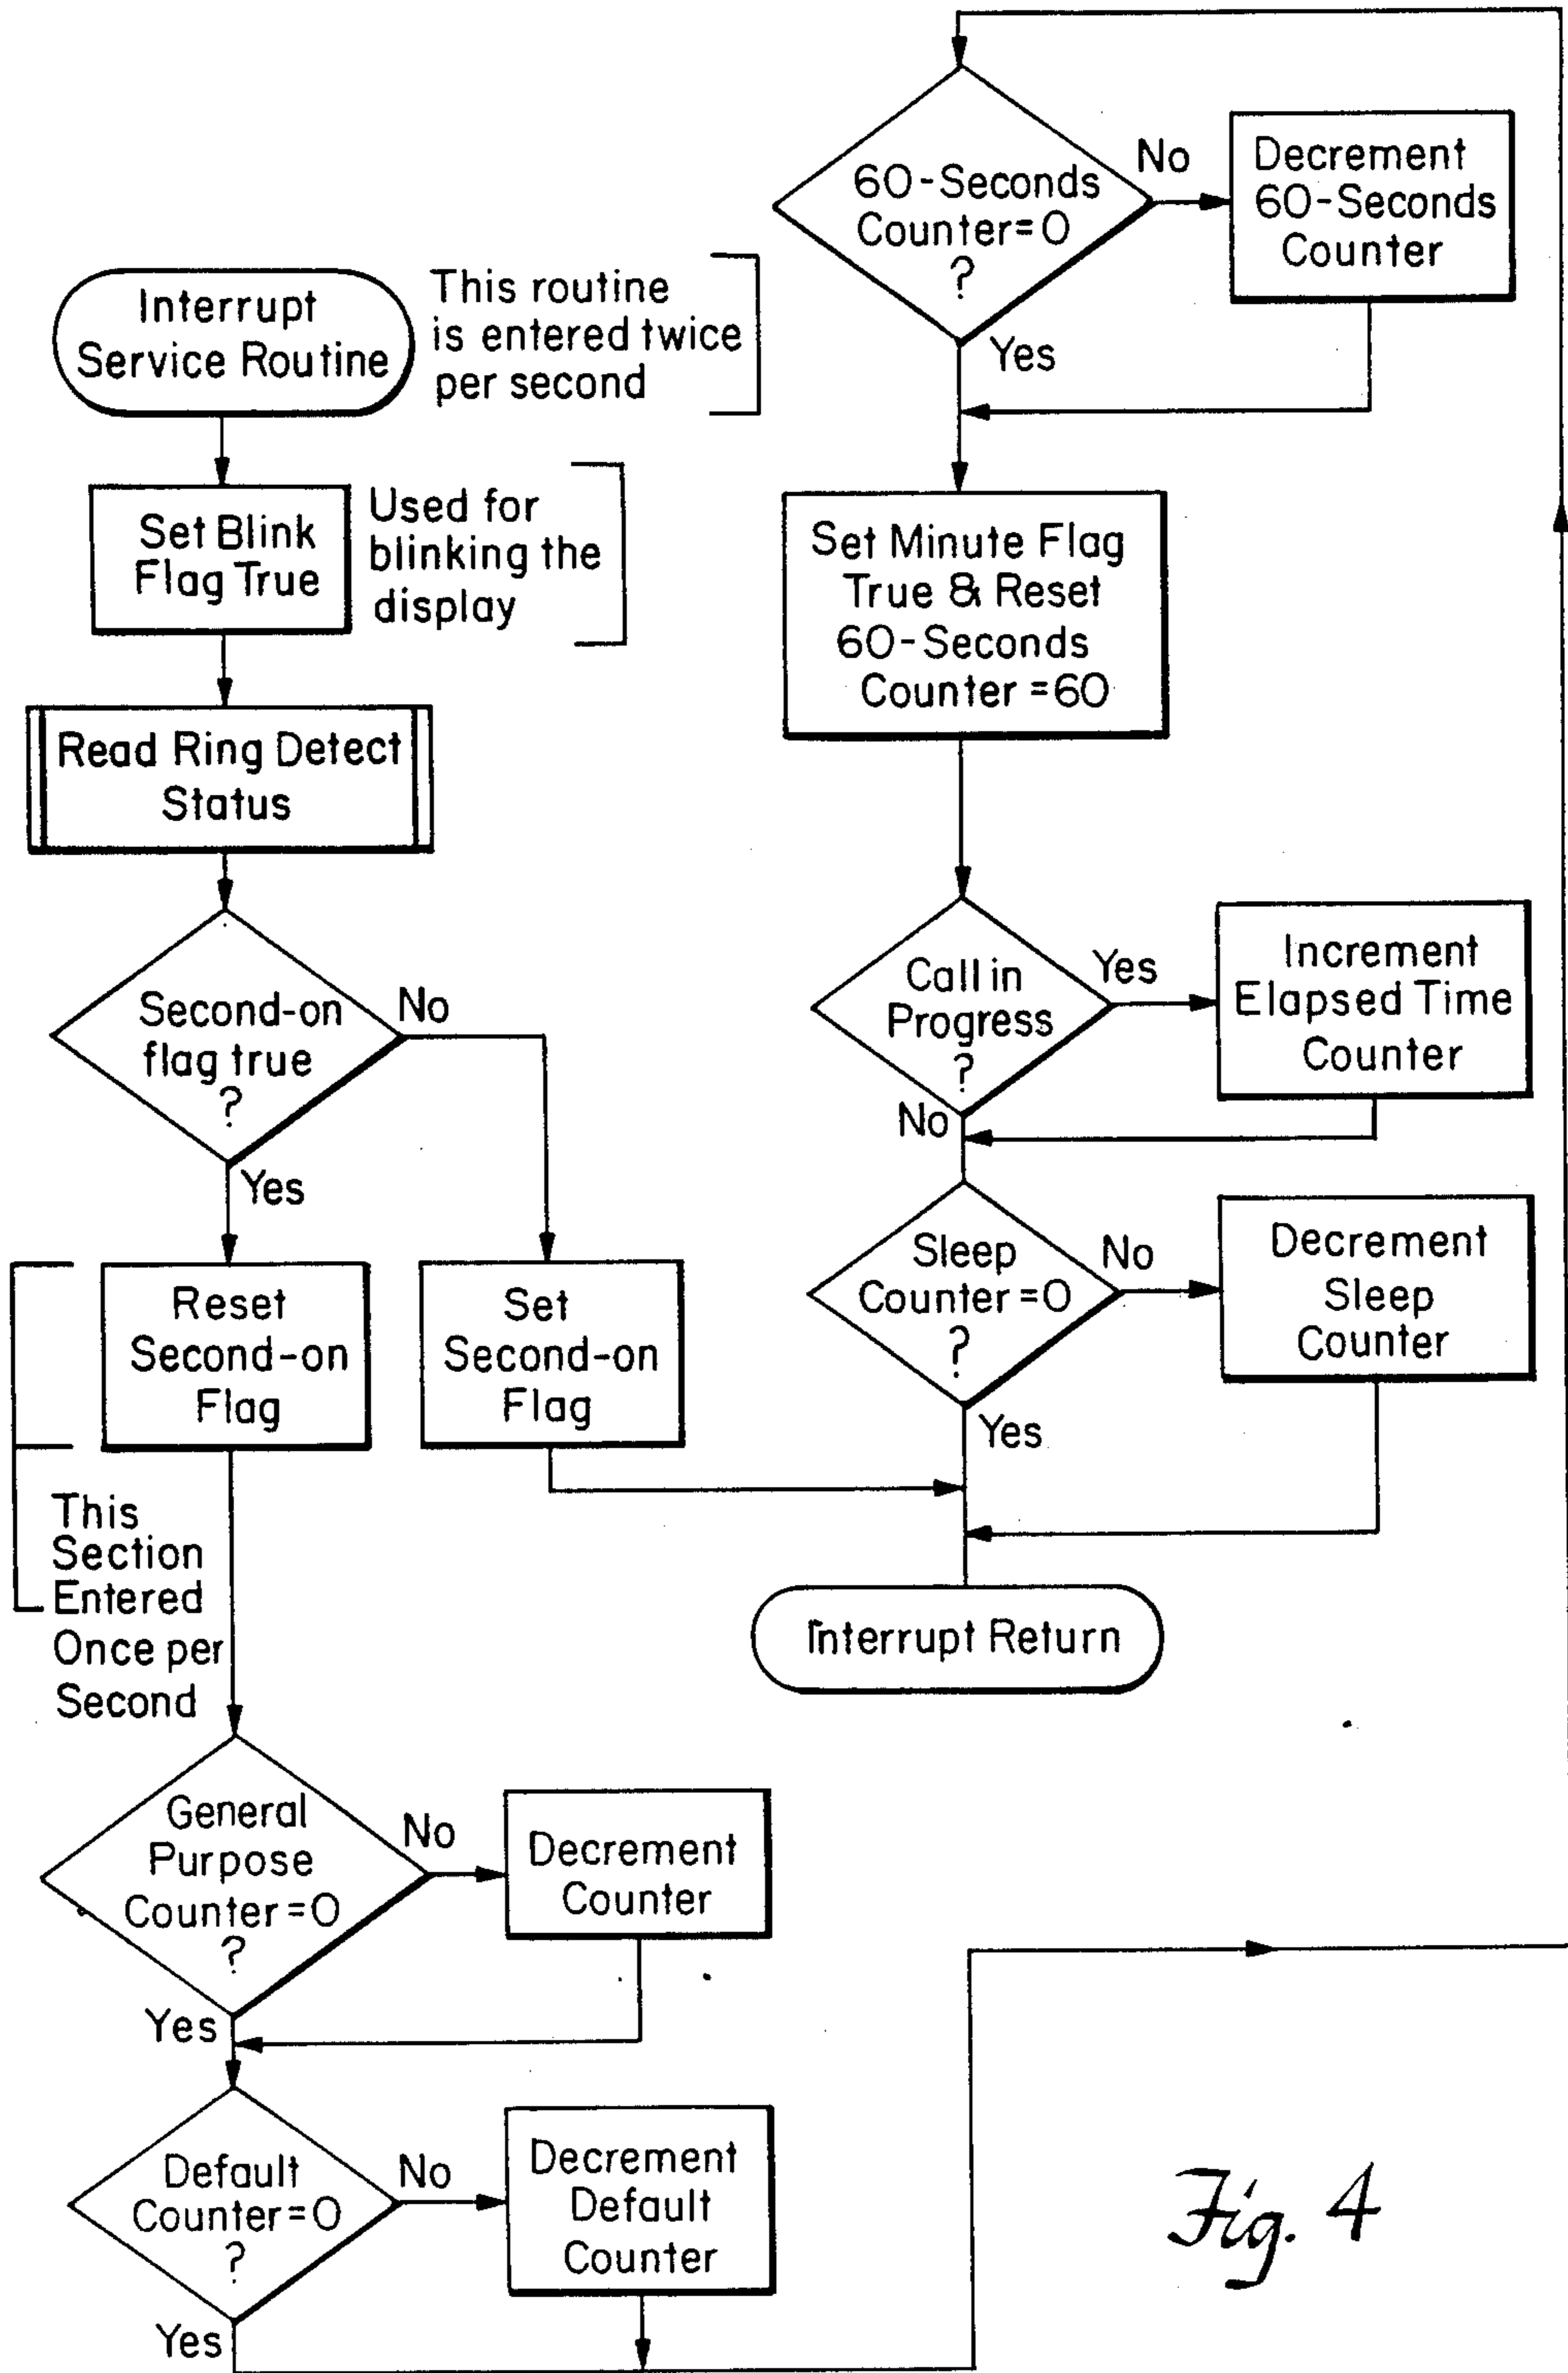 Interrupt
Service Routine
This routine
is entered twice
per second
Set Blink
Flag True
Used for
blinking the
display
Read Ring Detect
Status
Second-on
flag true
?
No
Yes
Reset
Second-on
Flag
Set
Second-on
Flag
This
Section
Entered
Once per
Second
General
Purpose
Counter=0
?
No
Decrement
Counter
Yes
Default
Counter=0
?
No
Decrement
Default
Counter
Yes
60-Seconds
Counter=0
?
No
Decrement
60-Seconds
Counter
Yes
Set Minute Flag
True & Reset
60-Seconds
Counter=60
Call in
Progress
?
Yes
Increment
Elapsed Time
Counter
No
Sleep
Counter=0
?
No
Decrement
Sleep
Counter
Yes
Interrupt Return
Fig. 4